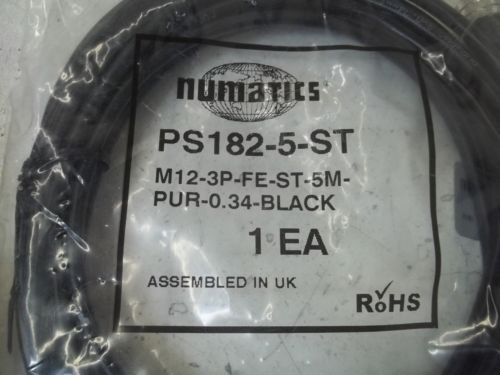 numatics
PS182-5-ST
M12-3P-FE-ST-5M-
PUR-0.34-BLACK
1 EA
ASSEMBLED IN UK
RoHS